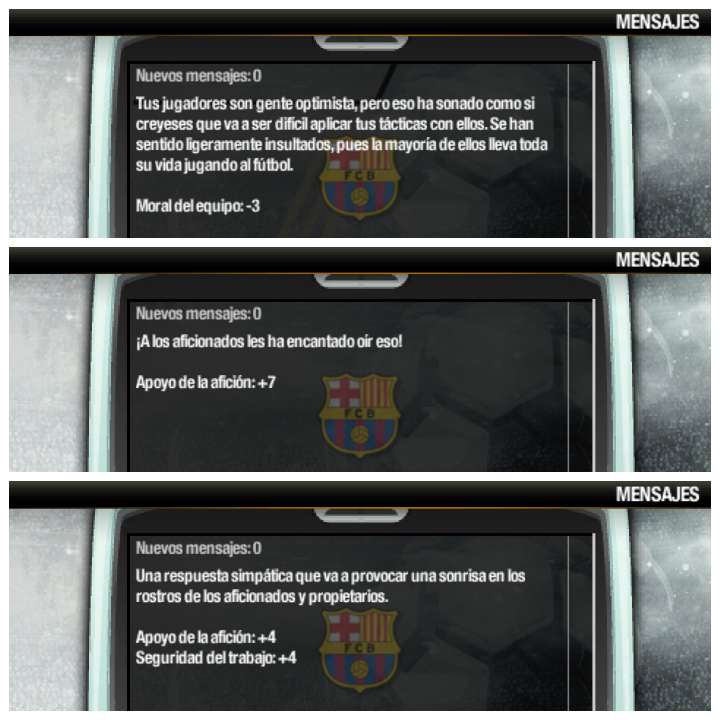 MENSAJES
Nuevos mensajes: 0
Tus jugadores son gente optimista, pero eso ha sonado como si
creyeses que va a ser difícil aplicar tus tácticas con ellos. Se han
sentido ligeramente insultados, pues la mayoría de ellos lleva toda
su vida jugando al fútbol.
FCB
Moral del equipo: -3
MENSAJES
Nuevos mensajes: 0
¡A los aficionados les ha encantado oír eso!
Apoyo de la afición: +7
FCB
MENSAJES
Nuevos mensajes: 0
Una respuesta simpática que va a provocar una sonrisa en los
rostros de los aficionados y propietarios.
Apoyo de la afición: +4
FCB
Seguridad del trabajo: +4